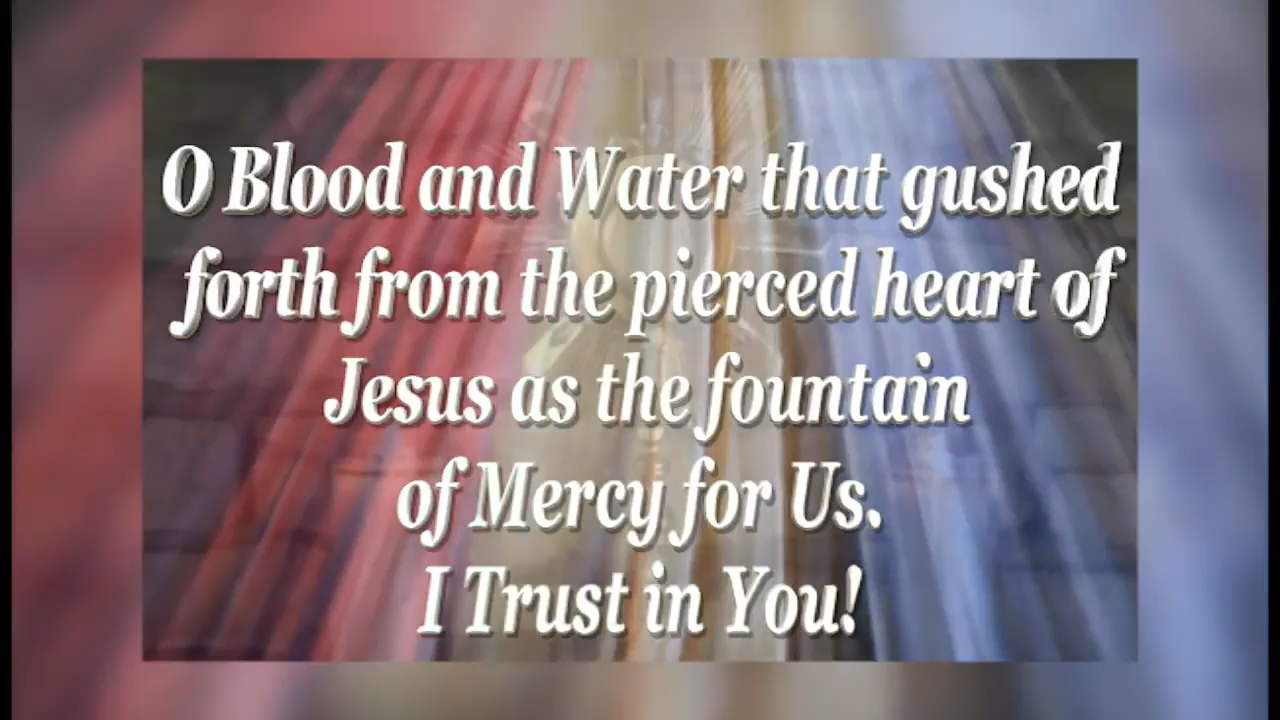 O Blood and Water that gushed
forth from the pierced heart of
Jesus as the fountain
of Mercy for Us.
I Trust in You!